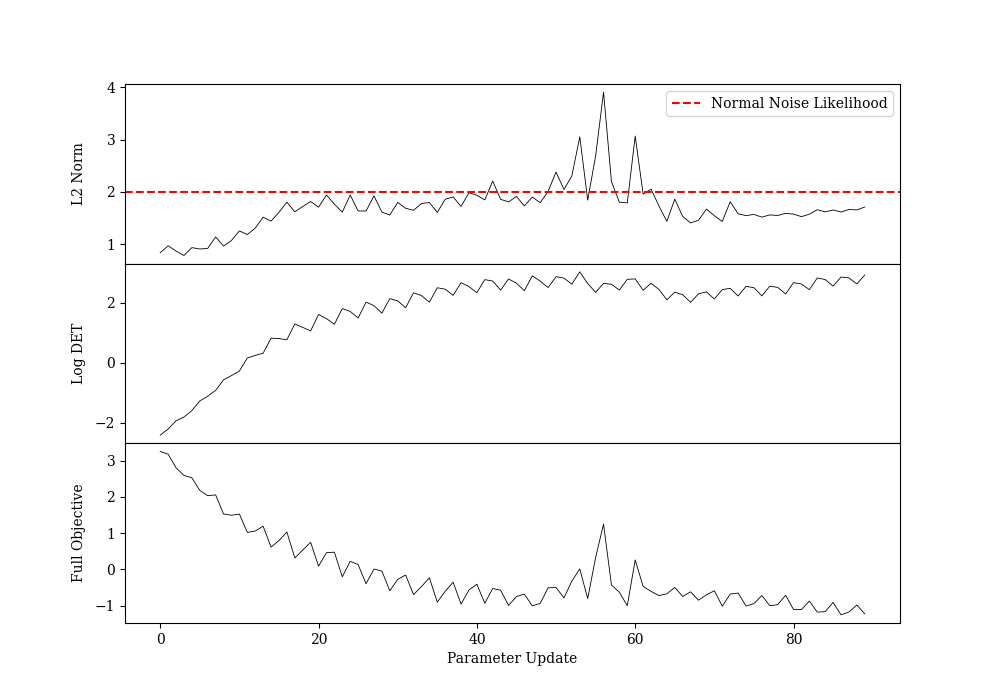 4
3
2
1
L2 Norm
Normal Noise Likelihood
2
0
−2
Log DET
3
2
1
0
−1
Full Objective
0 20 40 60 80
Parameter Update